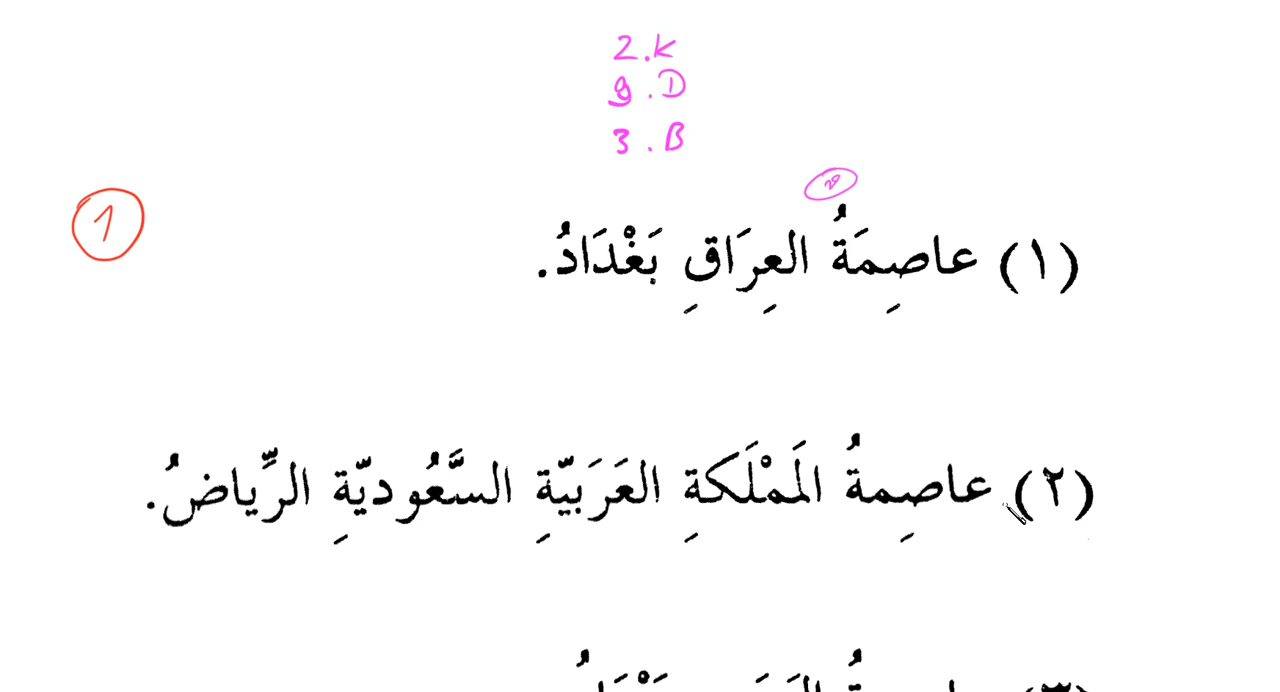 2.K
9.D
3.B
1
(١) عاصِمَةُ العِرَاقِ بَغْدَادُ.
(٢) عاصِمةُ المَمْلَكةِ العَرَبيّةِ السَّعُوديّةِ الرِّياضُ.